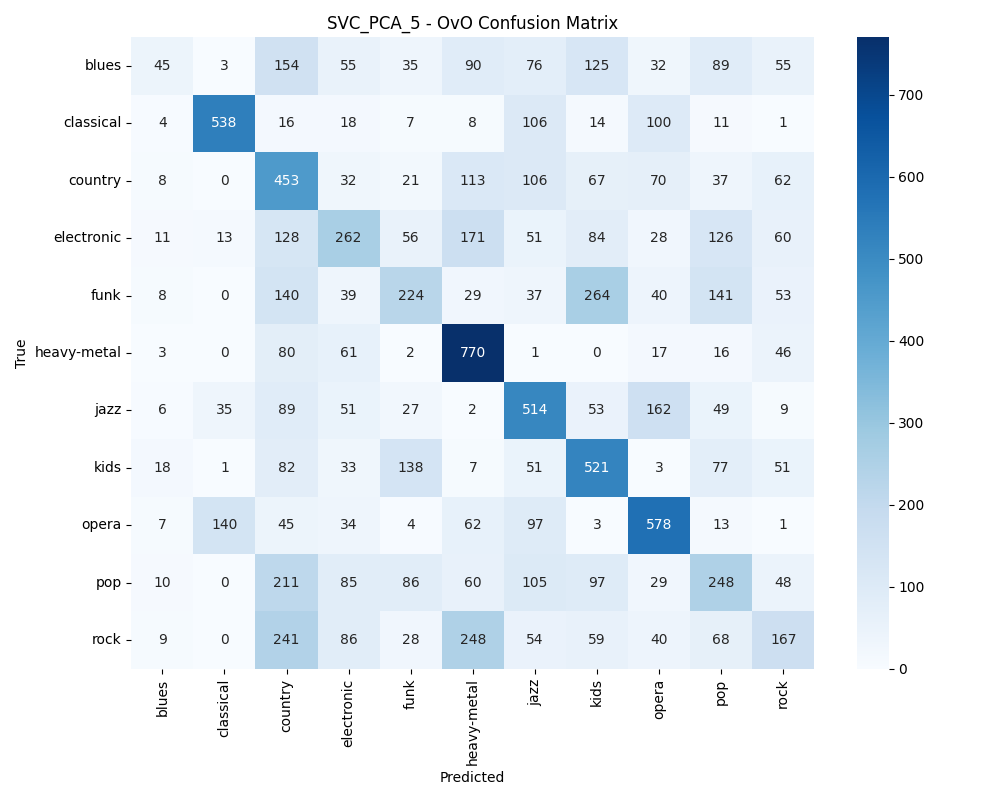 SVC_PCA_5 - OvO Confusion Matrix
blues 45 3 154 55 35 90 76 125 32 89 55
classical 4 538 16 18 7 8 106 14 100 11 1
country 8 0 453 32 21 113 106 67 70 37 62
electronic 11 13 128 262 56 171 51 84 28 126 60
funk 8 0 140 39 224 29 37 264 40 141 53
heavy-metal 3 0 80 61 2 770 1 0 17 16 46
jazz 6 35 89 51 27 2 514 53 162 49 9
kids 18 1 82 33 138 7 51 521 3 77 51
opera 7 140 45 34 4 62 97 3 578 13 1
pop 10 0 211 85 86 60 105 97 29 248 48
rock 9 0 241 86 28 248 54 59 40 68 167
True
blues classical country electronic funk heavy-metal jazz kids opera pop rock
Predicted
700
600
500
400
300
200
100
0